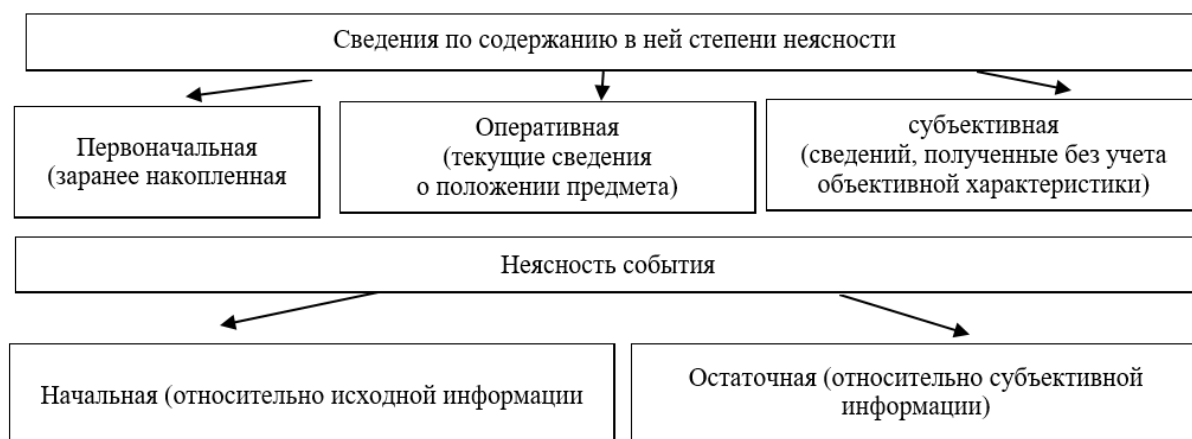 Сведения по содержанию в ней степени неясности
Первоначальная
(заранее накопленная
Оперативная
(текущие сведения
о положении предмета)
субъективная
(сведений, полученные без учета
объективной характеристики)
Неясность события
Начальная (относительно исходной информации
Остаточная (относительно субъективной
информации)